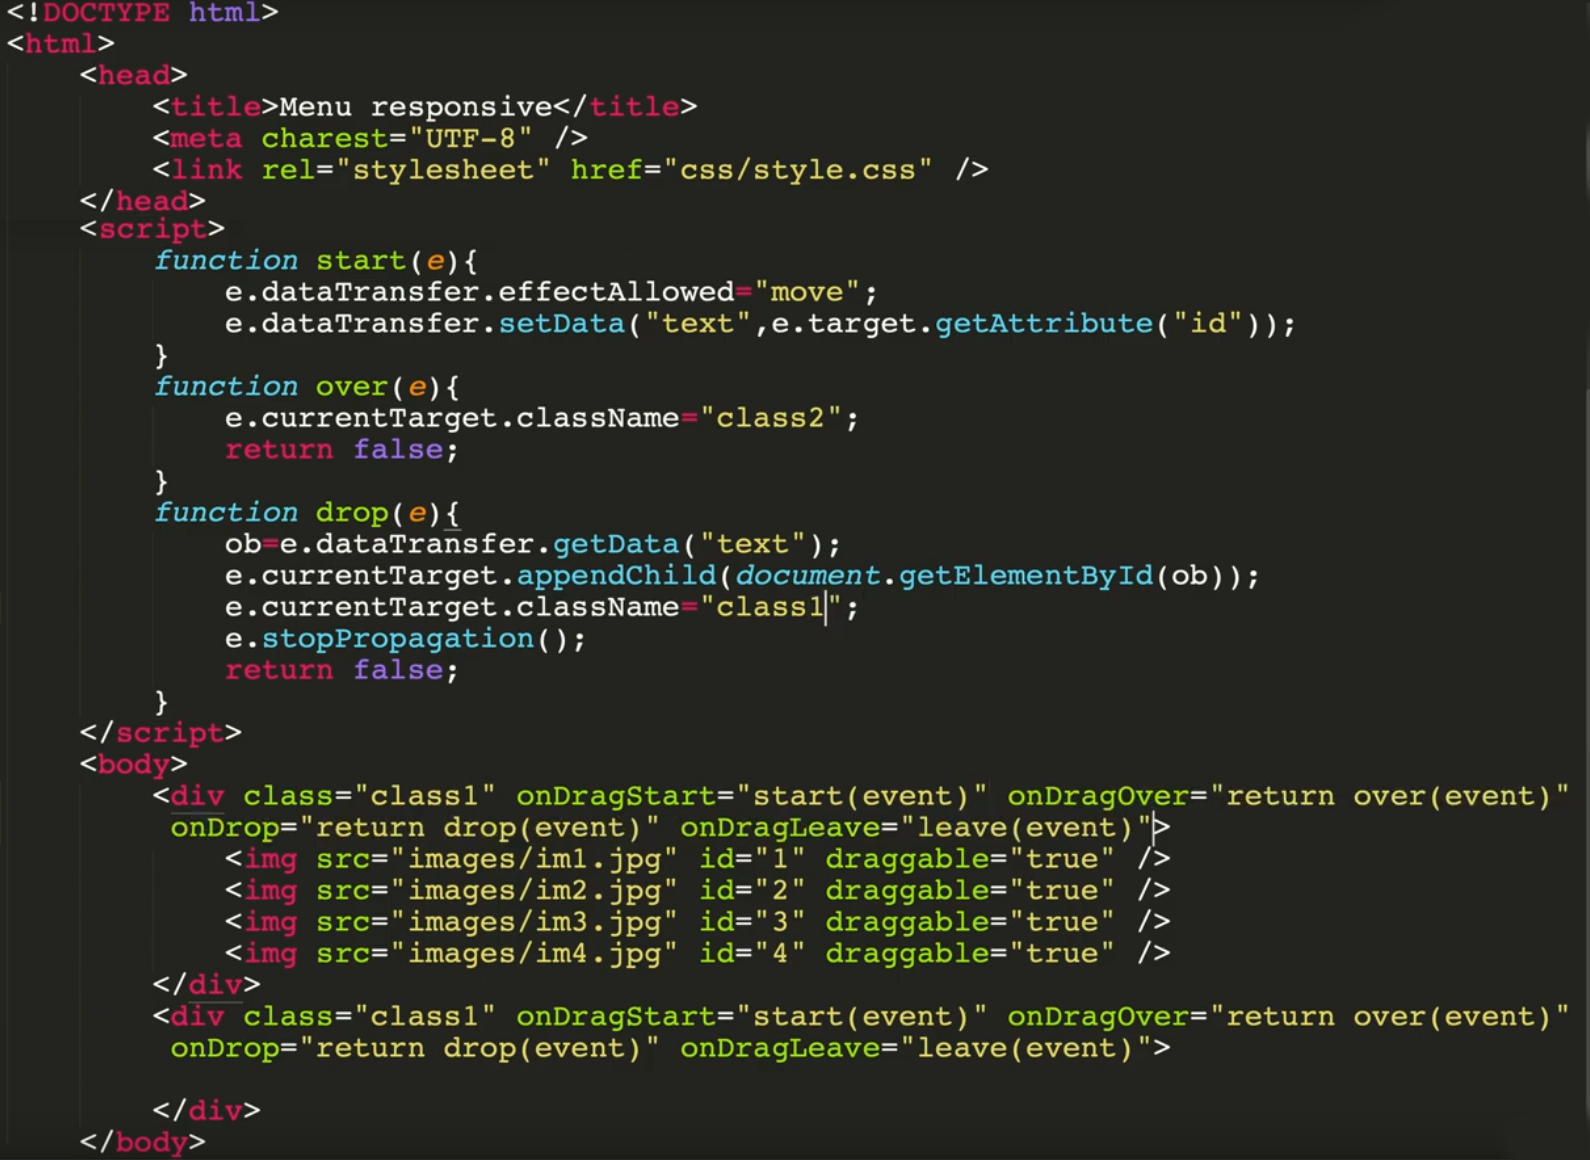 <!DOCTYPE html>
<html>
    <head>
        <title>Menu responsive</title>
        <meta charest="UTF-8" />
        <link rel="stylesheet" href="css/style.css" />
    </head>
    <script>
        function start(e){
            e.dataTransfer.effectAllowed="move";
            e.dataTransfer.setData("text",e.target.getAttribute("id"));
        }
        function over(e){
            e.currentTarget.className="class2";
            return false;
        }
        function drop(e){
            ob=e.dataTransfer.getData("text");
            e.currentTarget.appendChild(document.getElementById(ob));
            e.currentTarget.className="class1";
            e.stopPropagation();
            return false;
        }
    </script>
    <body>
        <div class="class1" onDragStart="start(event)" onDragOver="return over(event)"
         onDrop="return drop(event)" onDragLeave="leave(event)">
            <img src="images/im1.jpg" id="1" draggable="true" />
            <img src="images/im2.jpg" id="2" draggable="true" />
            <img src="images/im3.jpg" id="3" draggable="true" />
            <img src="images/im4.jpg" id="4" draggable="true" />
        </div>
        <div class="class1" onDragStart="start(event)" onDragOver="return over(event)"
         onDrop="return drop(event)" onDragLeave="leave(event)">
        </div>
    </body>